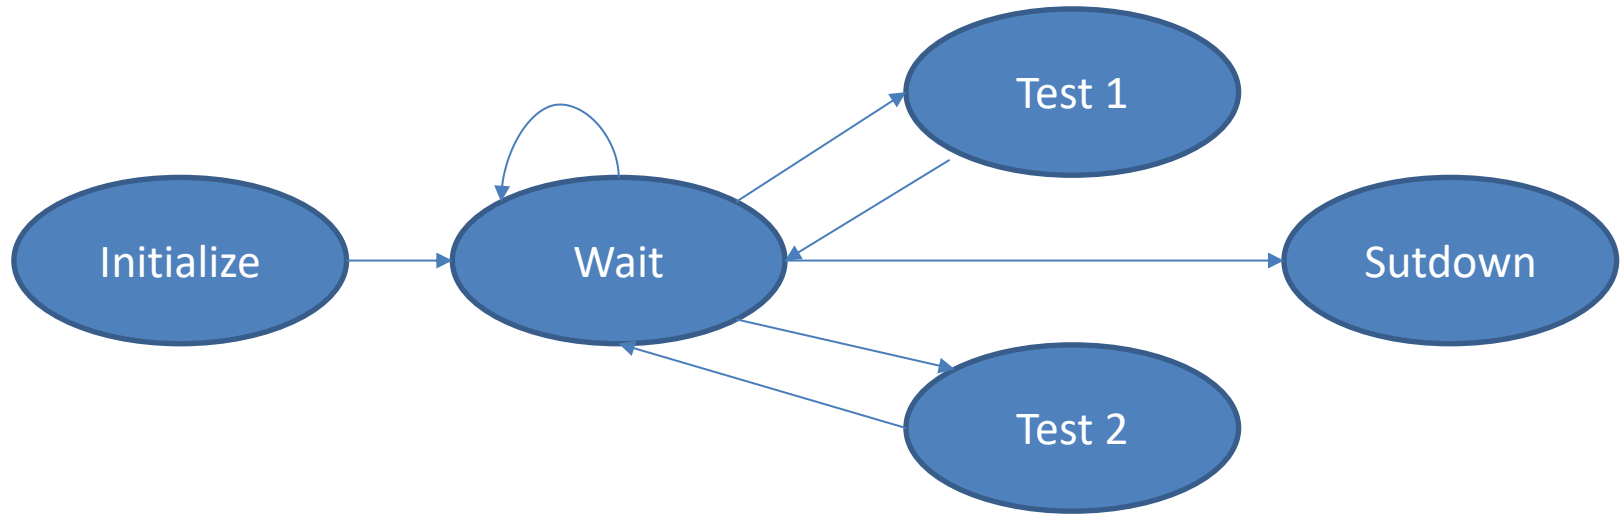 Test 1
Initialize
Wait
Sutdown
Test 2